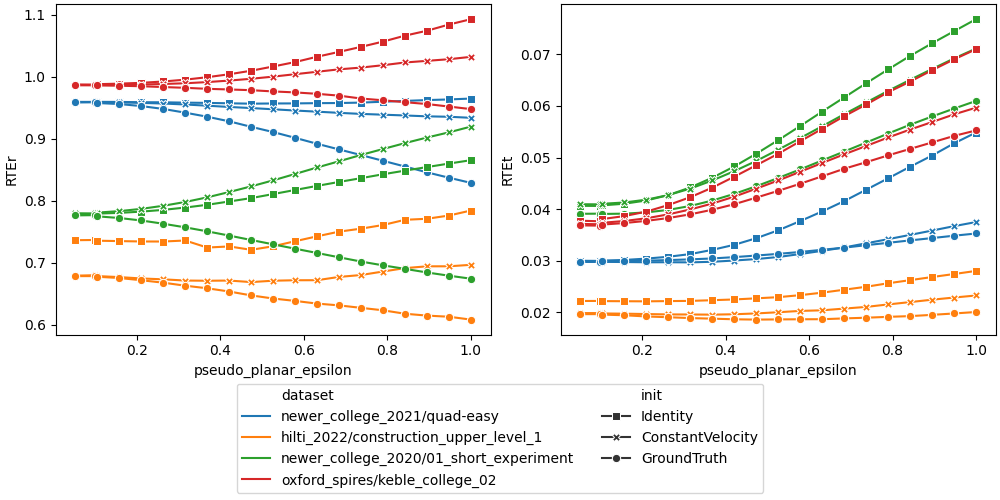 1.1
1.0
0.9
0.8
0.7
0.6
RTEr
0.2 0.4 0.6 0.8 1.0
pseudo_planar_epsilon
0.07
0.06
0.05
0.04
0.03
0.02
RTEt
0.2 0.4 0.6 0.8 1.0
pseudo_planar_epsilon
dataset
newer_college_2021/quad-easy
hilti_2022/construction_upper_level_1
newer_college_2020/01_short_experiment
oxford_spires/keble_college_02
init
Identity
ConstantVelocity
GroundTruth